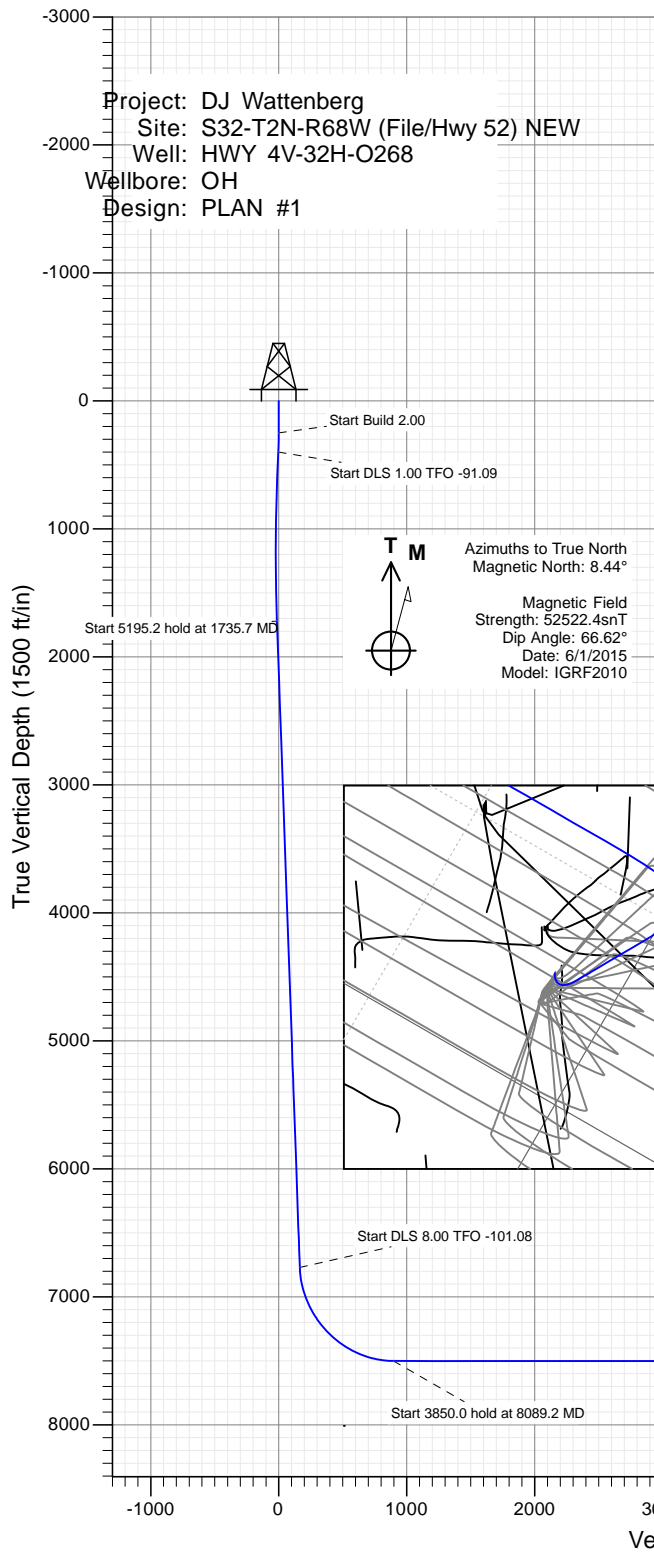 -3000
-2000
-1000
0
1000
2000
3000
4000
5000
6000
7000
8000
True Vertical Depth (1500 ft/in)
Project: DJ Wattenberg
Site: S32-T2N-R68W (File/Hwy 52) NEW
Well: HWY 4V-32H-O268
Wellbore: OH
Design: PLAN #1
Start Build 2.00
Start DLS 1.00 TFO -91.09
T M
Azimuths to True North
Magnetic North: 8.44°
Magnetic Field
Strength: 52522.4snT
Dip Angle: 66.62°
Date: 6/1/2015
Model: IGRF2010
Start 5195.2 hold at 1735.7 MD
Start DLS 8.00 TFO -101.08
Start 3850.0 hold at 8089.2 MD
-1000 0 1000 2000